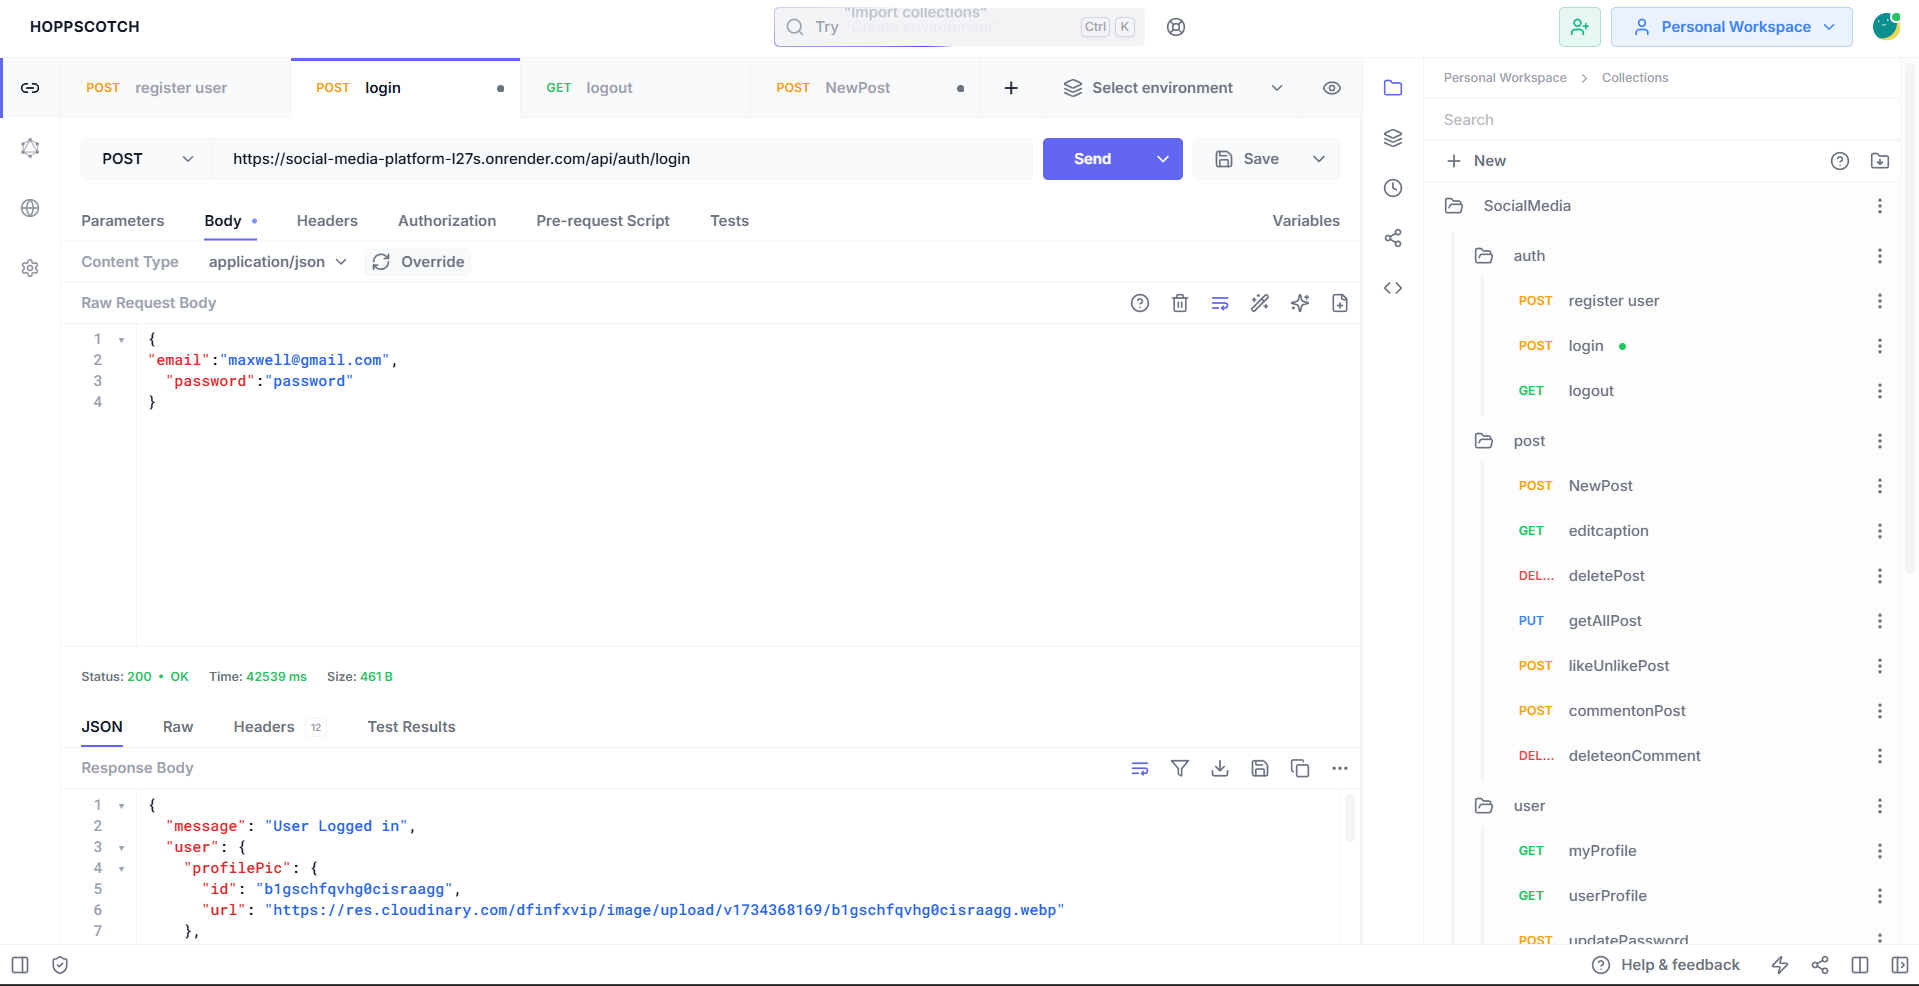 HOPPSCOTCH
Try "Import collections"
"Create environment"
Ctrl K
Personal Workspace
POST register user
POST login
GET logout
POST NewPost
Select environment
POST
https://social-media-platform-l27s.onrender.com/api/auth/login
Send
Save
Parameters Body Headers Authorization Pre-request Script Tests Variables
Content Type application/json Override
Raw Request Body
1 {
2 "email":"maxwell@gmail.com",
3 "password":"password"
4 }
Status: 200 • OK Time: 42539 ms Size: 461 B
JSON Raw Headers 12 Test Results
Response Body
1 {
2 "message": "User Logged in",
3 "user": {
4 "profilePic": {
5 "id": "b1gschfqvhg0cisraagg",
6 "url": "https://res.cloudinary.com/dfinfxvip/image/upload/v1734368169/b1gschfqvhg0cisraagg.webp"
7 },
Personal Workspace > Collections
Search
+ New
SocialMedia
auth
POST register user
POST login
GET logout
post
POST NewPost
GET editcaption
DEL... deletePost
PUT getAllPost
POST likeUnlikePost
POST commentonPost
DEL... deleteonComment
user
GET myProfile
GET userProfile
POST updatePassword
Help & feedback